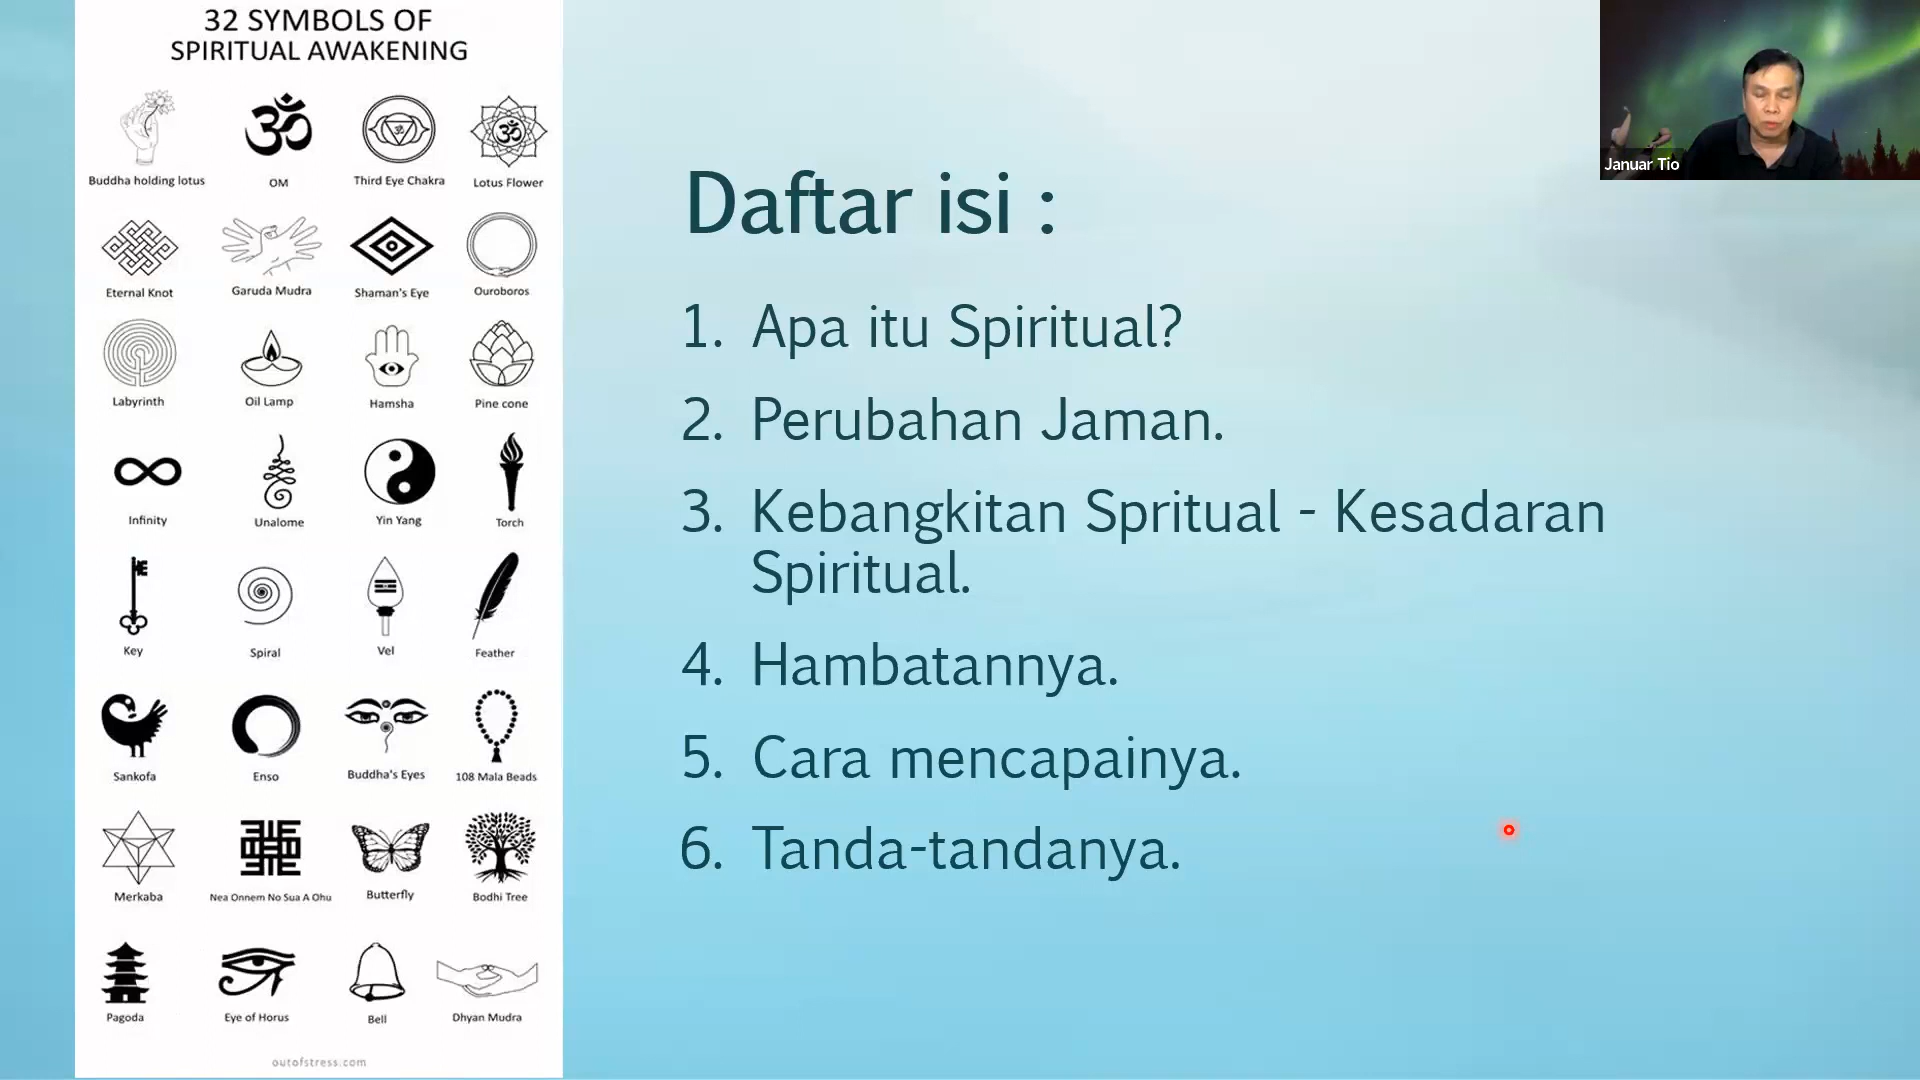 32 SYMBOLS OF
SPIRITUAL AWAKENING
Buddha holding lotus
OM
Third Eye Chakra
Lotus Flower
Eternal Knot
Garuda Mudra
Shaman's Eye
Ouroboros
Labyrinth
Oil Lamp
Hamsha
Pine cone
Infinity
Unalome
Yin Yang
Torch
Key
Spiral
Vel
Feather
Sankofa
Enso
Buddha's Eyes
108 Mala Beads
Merkaba
Nea Onnem No Sua A Ohu
Butterfly
Bodhi Tree
Pagoda
Eye of Horus
Bell
Dhyan Mudra
outofstress.com
Daftar isi :
1. Apa itu Spiritual?
2. Perubahan Jaman.
3. Kebangkitan Spritual - Kesadaran
Spiritual.
4. Hambatannya.
5. Cara mencapainya.
6. Tanda-tandanya.
Januar Tio